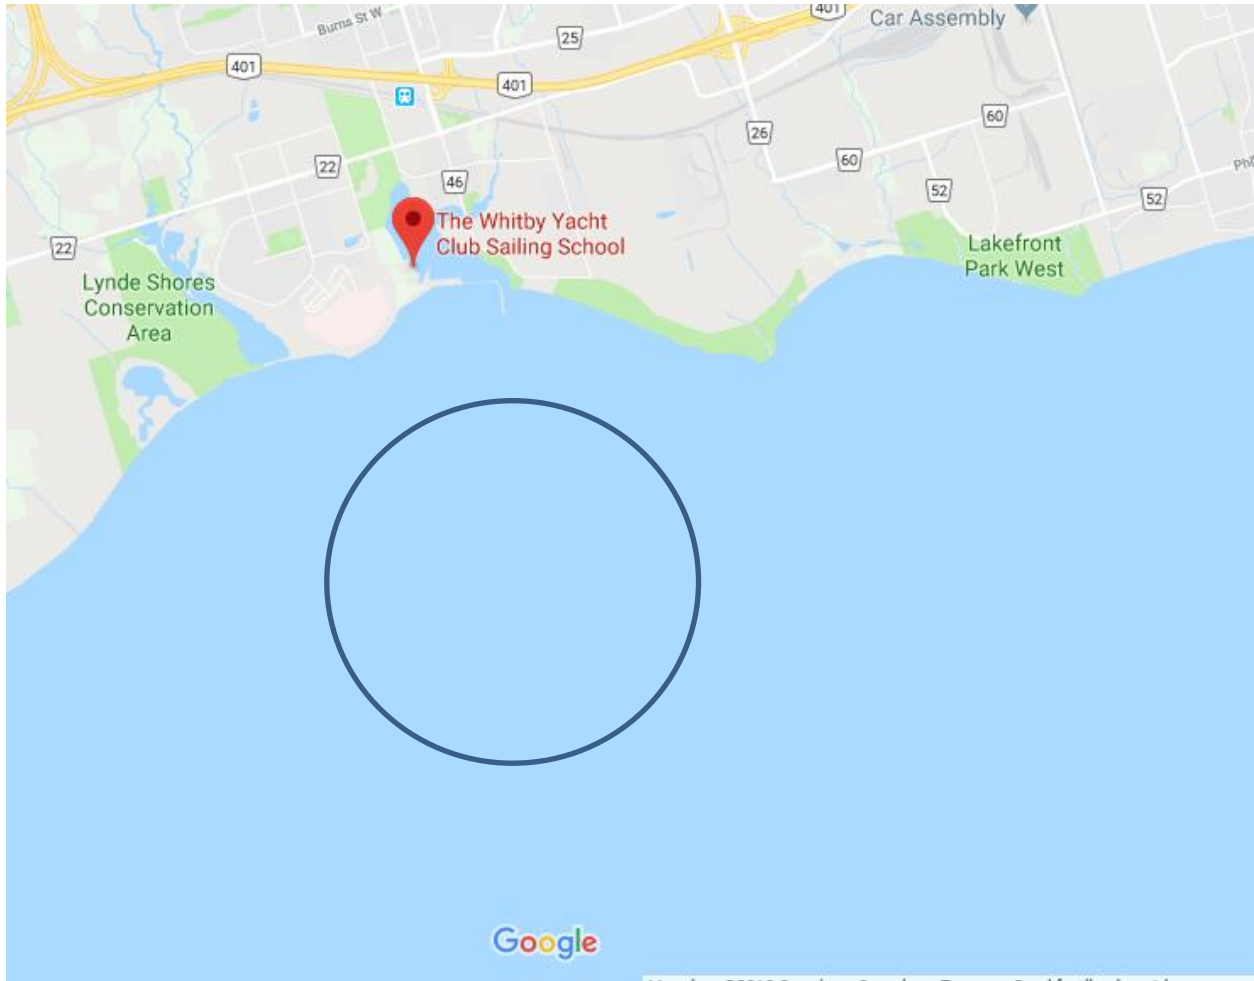 401
Car Assembly
Burns St W
25
401
401
60
26
60
22
46
52
52
The Whitby Yacht
Club Sailing School
22
Lakefront
Park West
Lynde Shores
Conservation
Area
Google